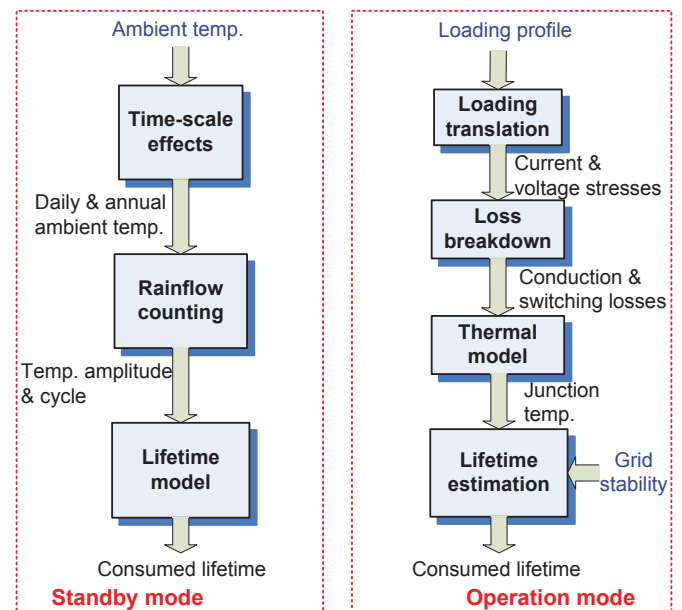 Ambient temp.
Time-scale
effects
Daily & annual
ambient temp.
Rainflow
counting
Temp. amplitude
& cycle
Lifetime
model
Consumed lifetime
Standby mode
Loading profile
Loading
translation
Current &
voltage stresses
Loss
breakdown
Conduction &
switching losses
Thermal
model
Junction
temp.
Lifetime
estimation
Grid
stability
Consumed lifetime
Operation mode